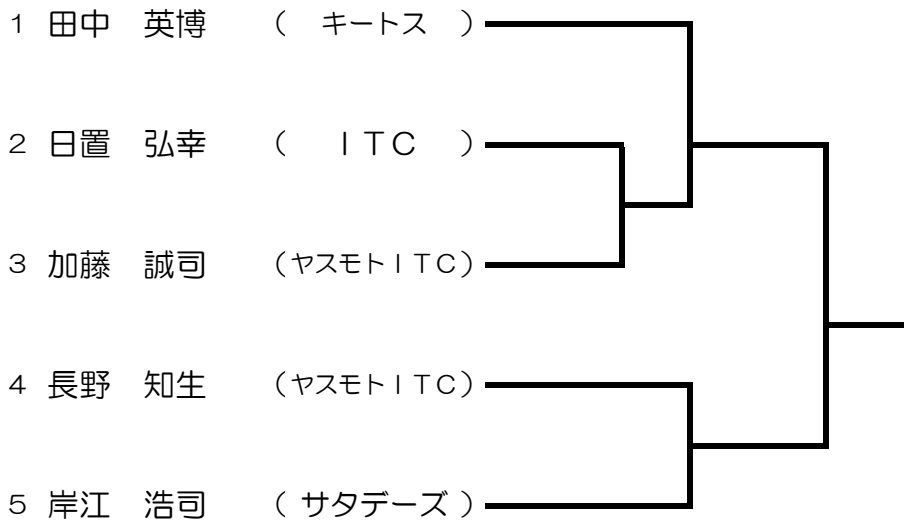 1 田中 英博 ( キートス )
2 日置 弘幸 ( ＩＴＣ )
3 加藤 誠司 (ヤスモトＩＴＣ)
4 長野 知生 (ヤスモトＩＴＣ)
5 岸江 浩司 ( サタデーズ )